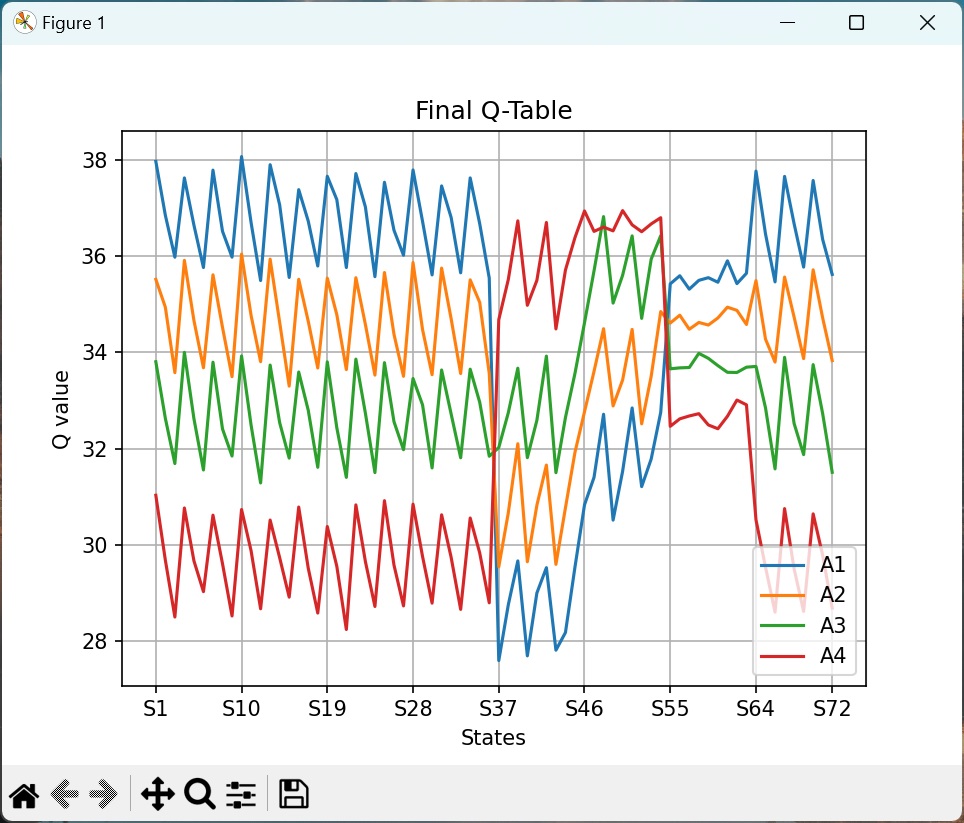 Figure 1
Final Q-Table
38
36
34
32
30
28
Q value
S1 S10 S19 S28 S37 S46 S55 S64 S72
States
A1
A2
A3
A4